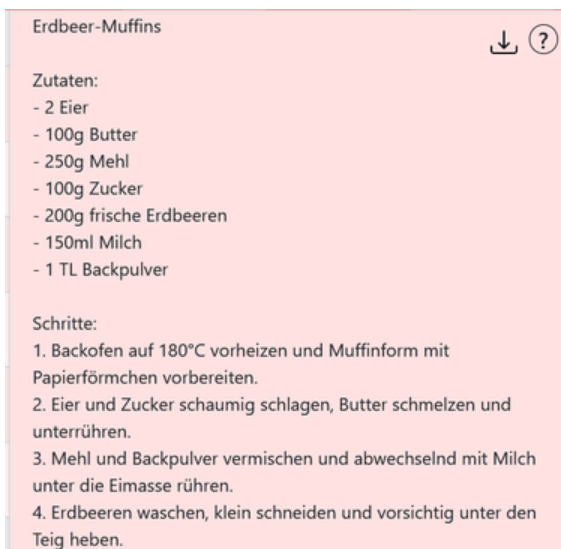 Erdbeer-Muffins
?
Zutaten:
- 2 Eier
- 100g Butter
- 250g Mehl
- 100g Zucker
- 200g frische Erdbeeren
- 150ml Milch
- 1 TL Backpulver
Schritte:
1. Backofen auf 180°C vorheizen und Muffinform mit
Papierförmchen vorbereiten.
2. Eier und Zucker schaumig schlagen, Butter schmelzen und
unterrühren.
3. Mehl und Backpulver vermischen und abwechselnd mit Milch
unter die Eimasse rühren.
4. Erdbeeren waschen, klein schneiden und vorsichtig unter den
Teig heben.